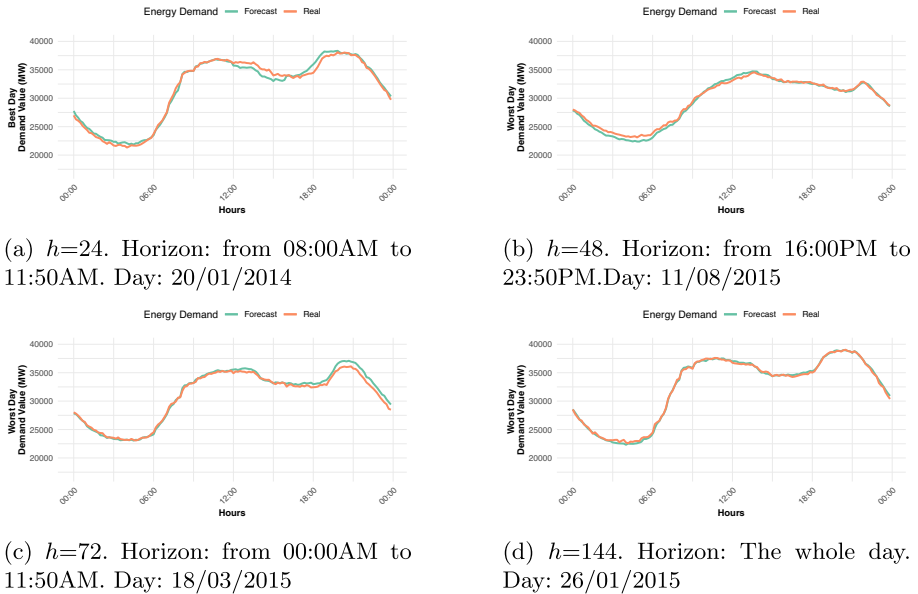 Energy Demand Forecast Real
Best Day
Demand Value (MW)
40000
35000
30000
25000
20000
00:00 06:00 12:00 18:00 00:00
Hours
(a) h=24. Horizon: from 08:00AM to
11:50AM. Day: 20/01/2014
Energy Demand Forecast Real
Worst Day
Demand Value (MW)
40000
35000
30000
25000
20000
00:00 06:00 12:00 18:00 00:00
Hours
(b) h=48. Horizon: from 16:00PM to
23:50PM.Day: 11/08/2015
Energy Demand Forecast Real
Worst Day
Demand Value (MW)
40000
35000
30000
25000
20000
00:00 06:00 12:00 18:00 00:00
Hours
(c) h=72. Horizon: from 00:00AM to
11:50AM. Day: 18/03/2015
Energy Demand Forecast Real
Worst Day
Demand Value (MW)
40000
35000
30000
25000
20000
00:00 06:00 12:00 18:00 00:00
Hours
(d) h=144. Horizon: The whole day.
Day: 26/01/2015